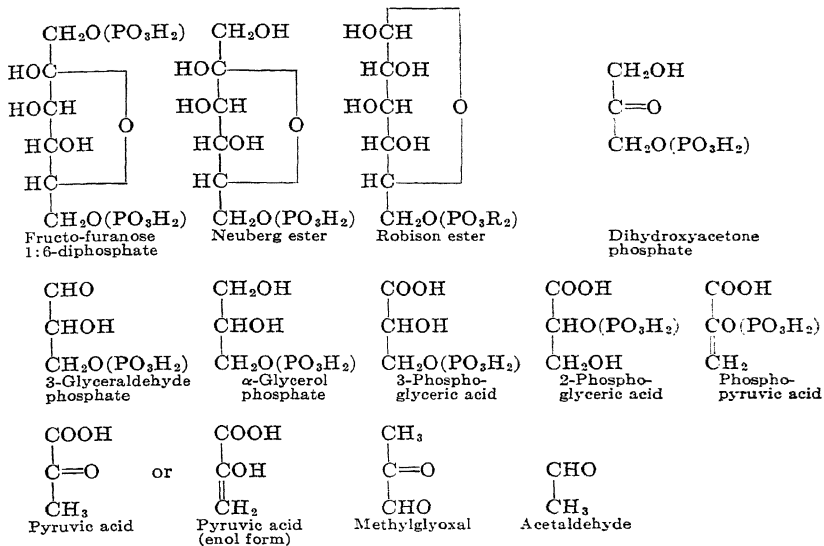 CH₂O(PO₃H₂)
HOC
HOCH
HCOH
HC
O
CH₂O(PO₃H₂)
Fructo-furanose
1:6-diphosphate
CH₂OH
HOC
HOCH
HCOH
HC
O
CH₂O(PO₃H₂)
Neuberg ester
HOCH
HCOH
HOCH
HCOH
HC
O
CH₂O(PO₃R₂)
Robison ester
CH₂OH
C=O
CH₂O(PO₃H₂)
Dihydroxyacetone
phosphate
CHO
CHOH
CH₂O(PO₃H₂)
3-Glyceraldehyde
phosphate
CH₂OH
CHOH
CH₂O(PO₃H₂)
α-Glycerol
phosphate
COOH
CHOH
CH₂O(PO₃H₂)
3-Phospho-
glyceric acid
COOH
CHO(PO₃H₂)
CH₂OH
2-Phospho-
glyceric acid
COOH
CO(PO₃H₂)
CH₂
Phospho-
pyruvic acid
COOH
C=O
CH₃
Pyruvic acid
or
COOH
COH
CH₂
Pyruvic acid
(enol form)
CH₃
C=O
CHO
Methylglyoxal
CHO
CH₃
Acetaldehyde